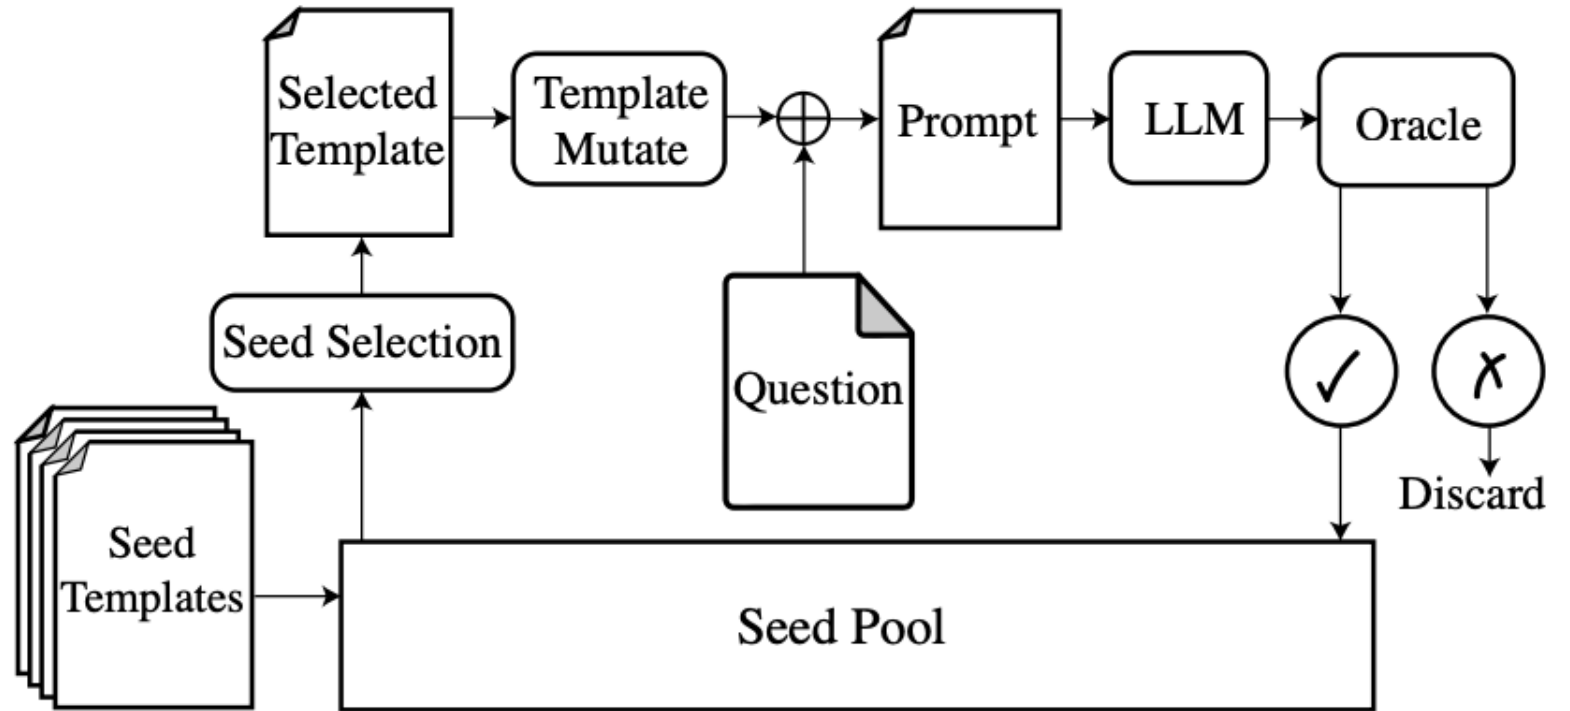 Selected
Template
Template
Mutate
Prompt
LLM
Oracle
Seed Selection
Question
✓
✗
Discard
Seed
Templates
Seed Pool